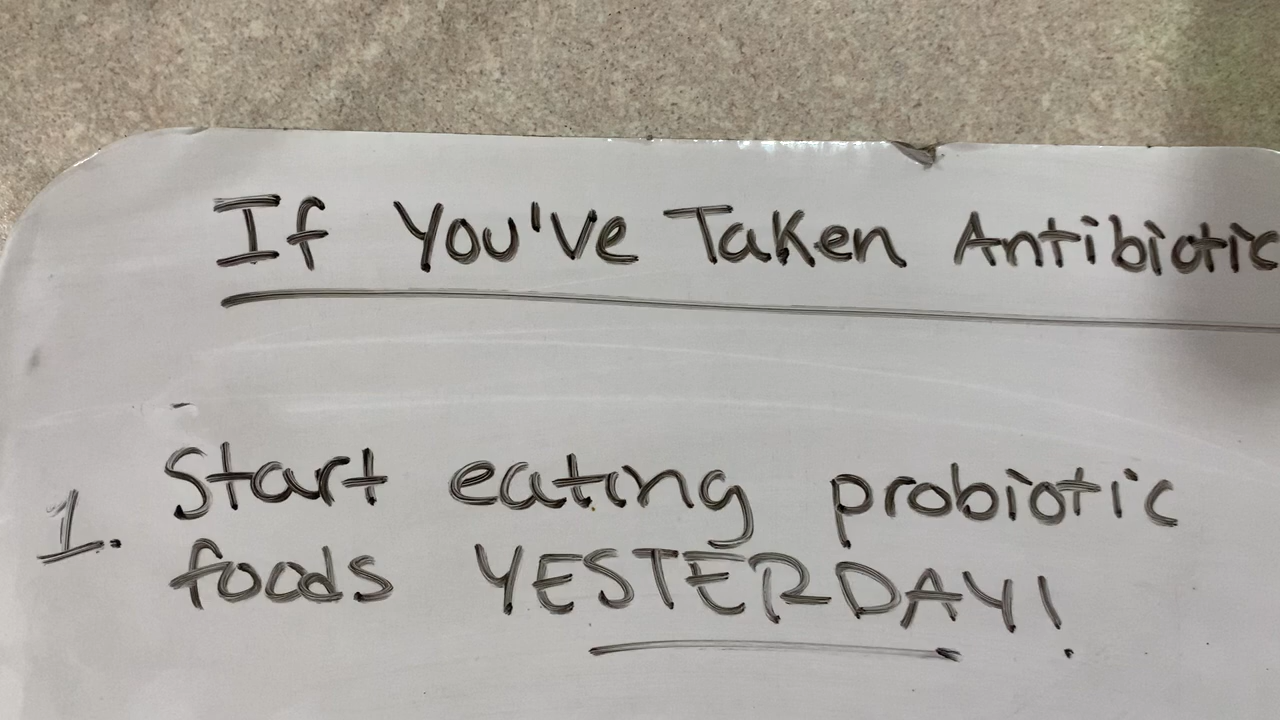 If You've Taken Antibiotic
1. Start eating probiotic
foods YESTERDAY!